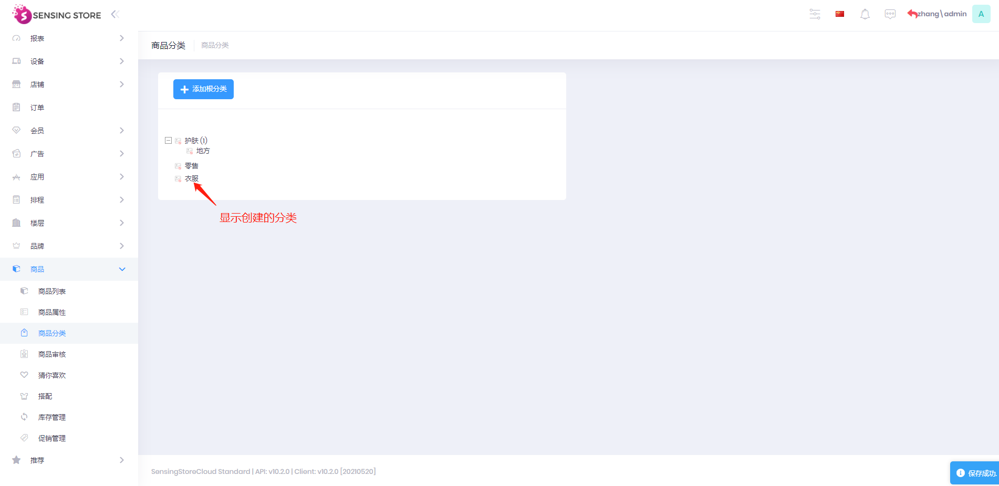 SENSING STORE
zhang\admin
A
报表
设备
店铺
订单
会员
广告
应用
排程
楼层
品牌
商品
商品列表
商品属性
商品分类
商品审核
猜你喜欢
搭配
库存管理
促销管理
推荐
商品分类
商品分类
添加根分类
护肤 (1)
地方
零售
衣服
显示创建的分类
SensingStoreCloud Standard | API: v10.2.0 | Client: v10.2.0 [20210520]
保存成功.